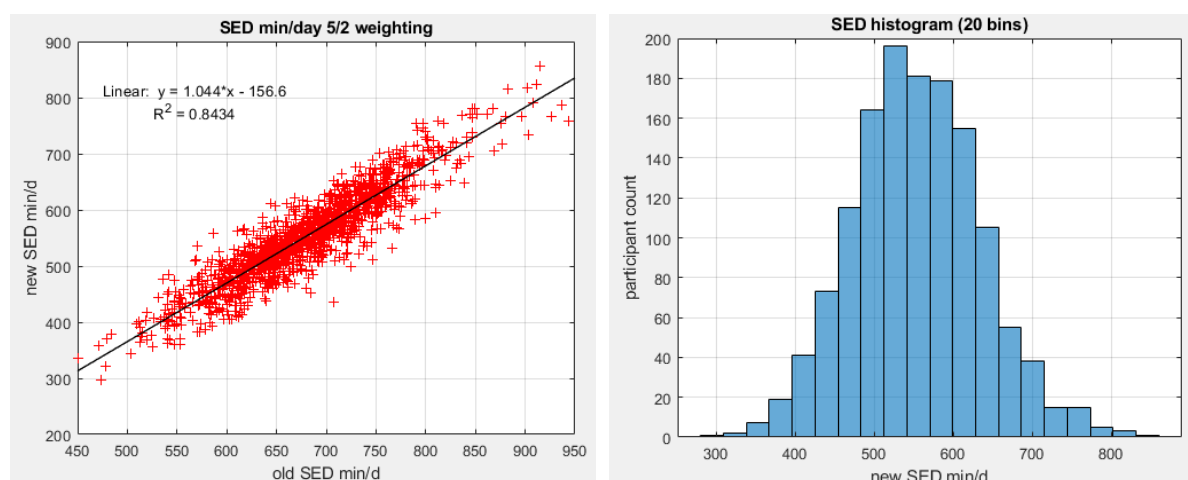 SED min/day 5/2 weighting
900
800
700
600
500
400
300
200
new SED min/d
Linear: y = 1.044*x - 156.6
R² = 0.8434
450 500 550 600 650 700 750 800 850 900 950
old SED min/d
SED histogram (20 bins)
200
180
160
140
120
100
80
60
40
20
0
participant count
300 400 500 600 700 800
new SED min/d